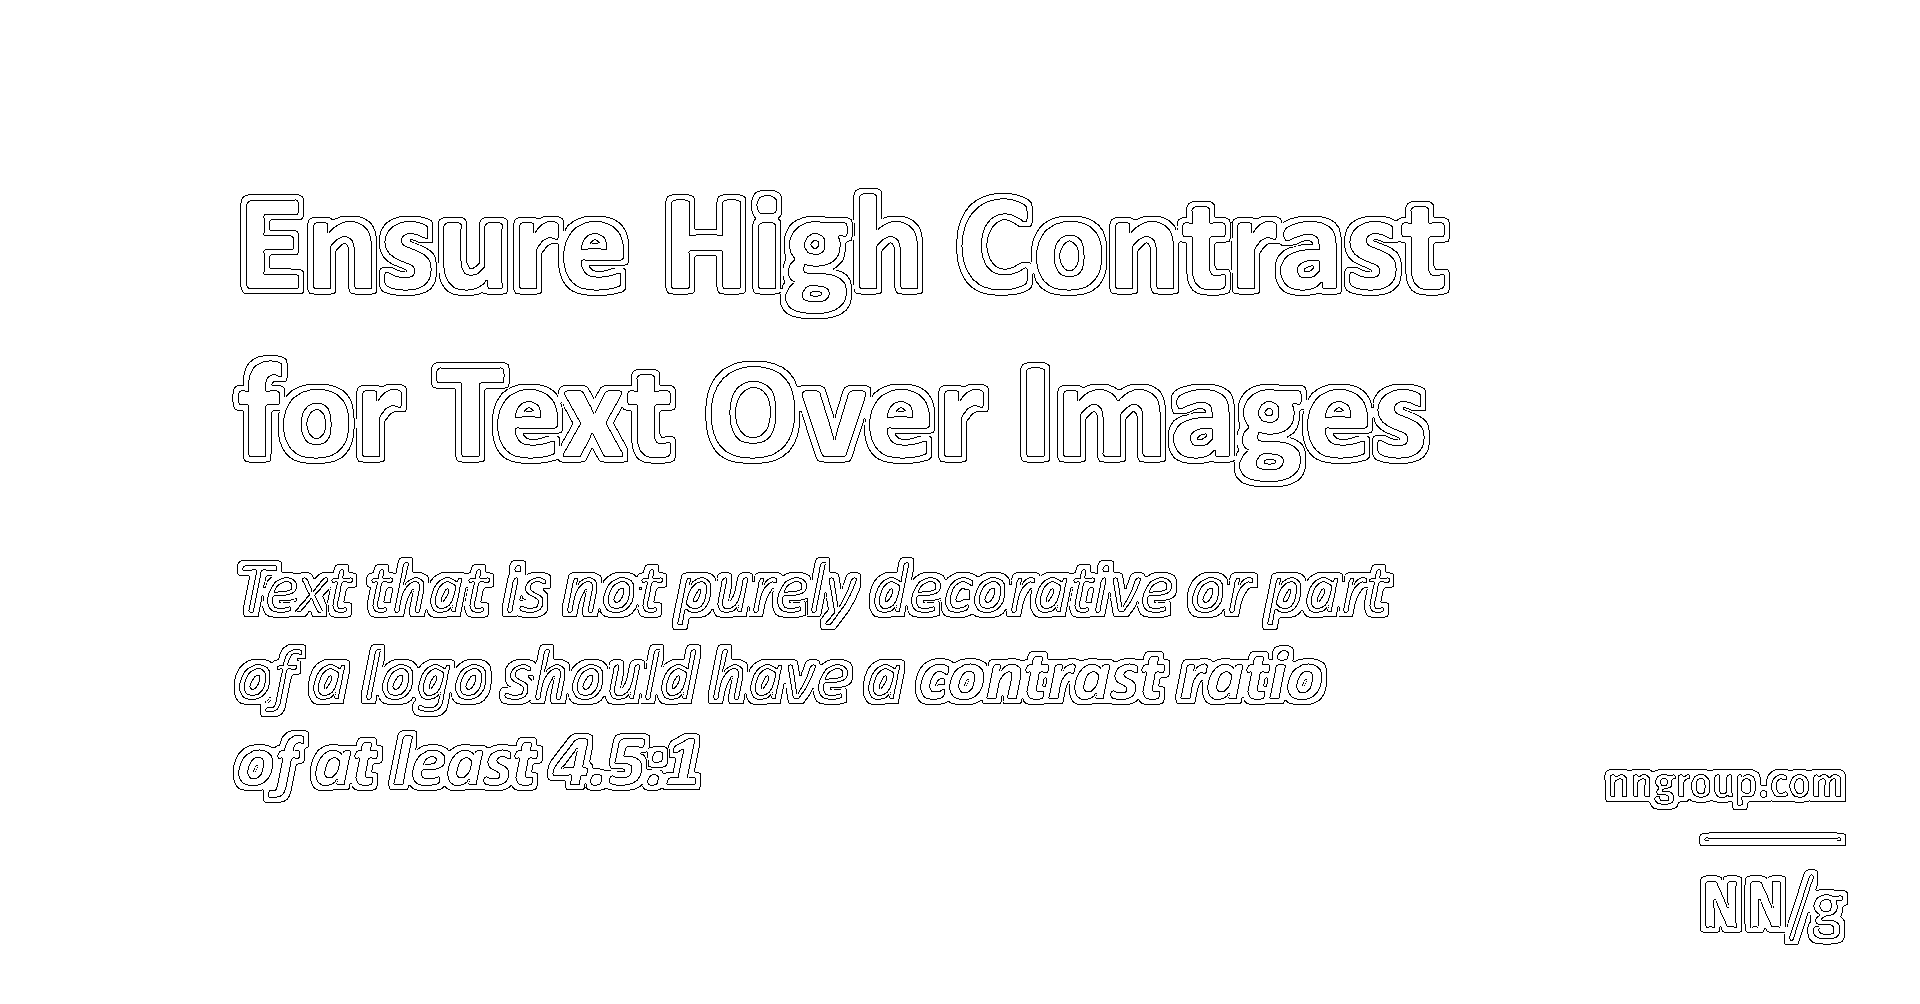 Ensure High Contrast
for Text Over Images
Text that is not purely decorative or part
of a logo should have a contrast ratio
of at least 4.5:1
nngroup.com
NN/g